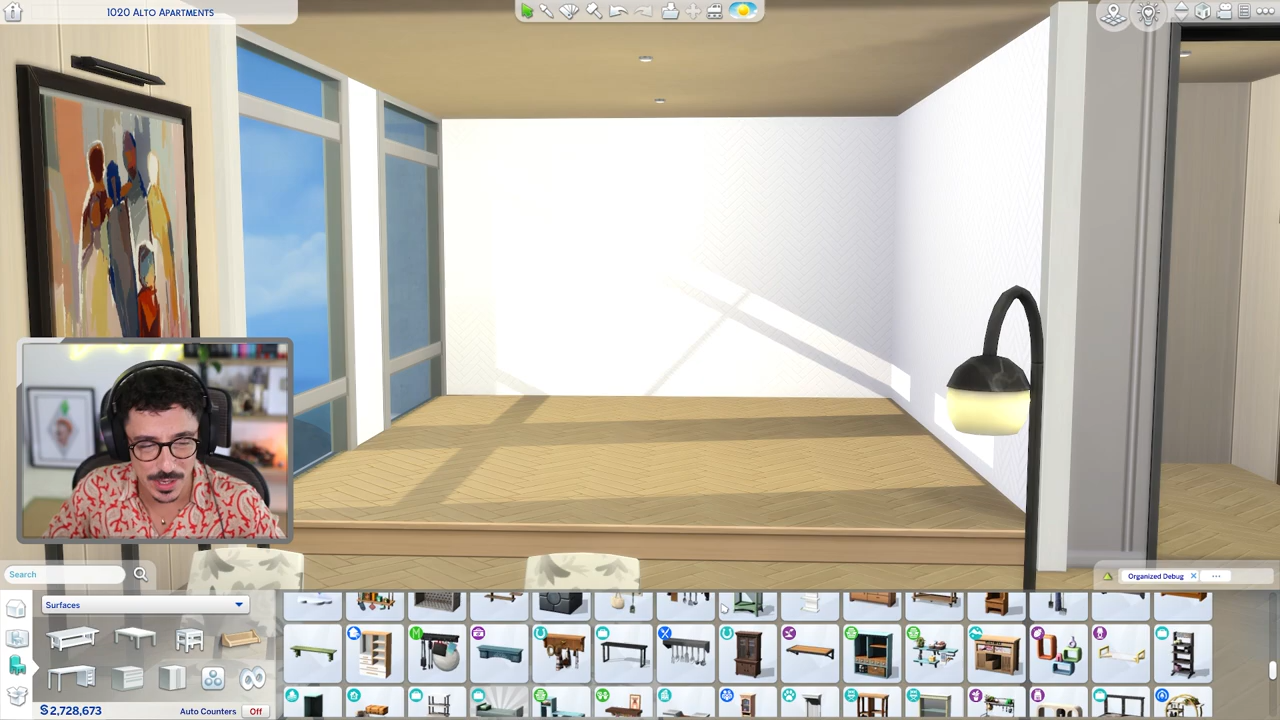 1020 ALTO APARTMENTS
Search
Organized Debug
Surfaces
$2,728,673
Auto Counters
Off